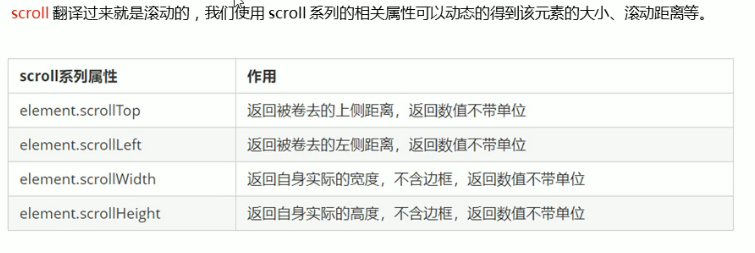 scroll 翻译过来就是滚动的，我们使用 scroll 系列的相关属性可以动态的得到该元素的大小、滚动距离等。
scroll系列属性 作用
element.scrollTop 返回被卷去的上侧距离，返回数值不带单位
element.scrollLeft 返回被卷去的左侧距离，返回数值不带单位
element.scrollWidth 返回自身实际的宽度，不含边框，返回数值不带单位
element.scrollHeight 返回自身实际的高度，不含边框，返回数值不带单位